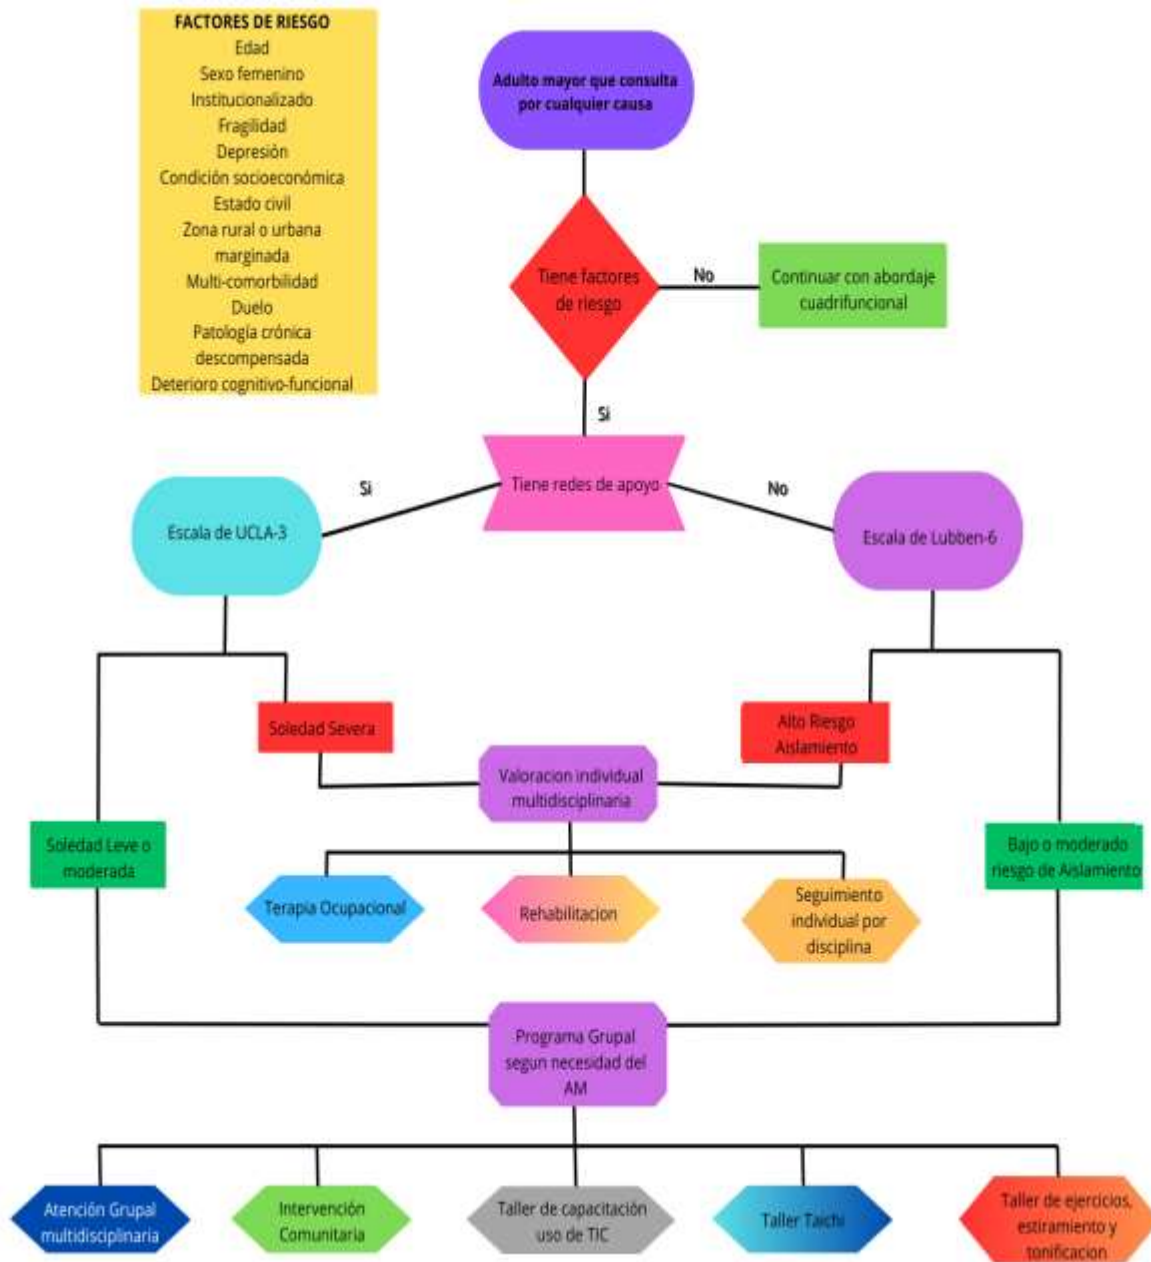 FACTORES DE RIESGO
Edad
Sexo femenino
Institucionalizado
Fragilidad
Depresión
Condición socioeconómica
Estado civil
Zona rural o urbana
marginada
Multi-comorbilidad
Duelo
Patología crónica
descompensada
Deterioro cognitivo-funcional
Adulto mayor que consulta
por cualquier causa
Tiene factores
de riesgo
No
Continuar con abordaje
cuadrifuncional
Si
Tiene redes de apoyo
Si
No
Escala de UCLA-3
Escala de Lubben-6
Soledad Severa
Alto Riesgo
Aislamiento
Valoracion individual
multidisciplinaria
Soledad Leve o
moderada
Bajo o moderado
riesgo de Aislamiento
Terapia Ocupacional
Rehabilitacion
Seguimiento
individual por
disciplina
Programa Grupal
segun necesidad del
AM
Atención Grupal
multidisciplinaria
Intervención
Comunitaria
Taller de capacitación
uso de TIC
Taller Taichi
Taller de ejercicios,
estiramiento y
tonificacion